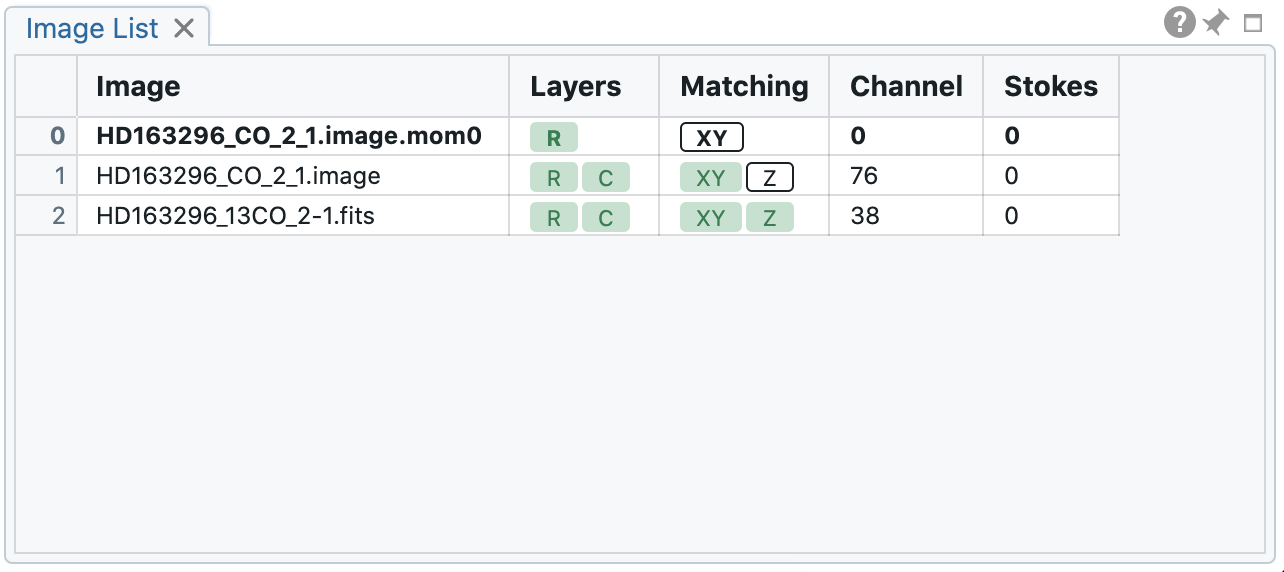 Image List
?
Image Layers Matching Channel Stokes
0 HD163296_CO_2_1.image.mom0 R XY 0 0
1 HD163296_CO_2_1.image R C XY Z 76 0
2 HD163296_13CO_2-1.fits R C XY Z 38 0